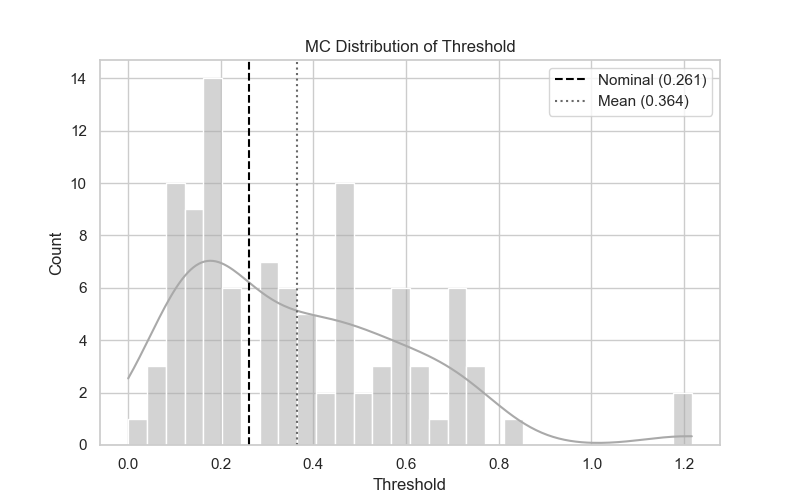 MC Distribution of Threshold
Nominal (0.261)
Mean (0.364)
14
12
10
8
6
4
2
0
Count
0.0 0.2 0.4 0.6 0.8 1.0 1.2
Threshold